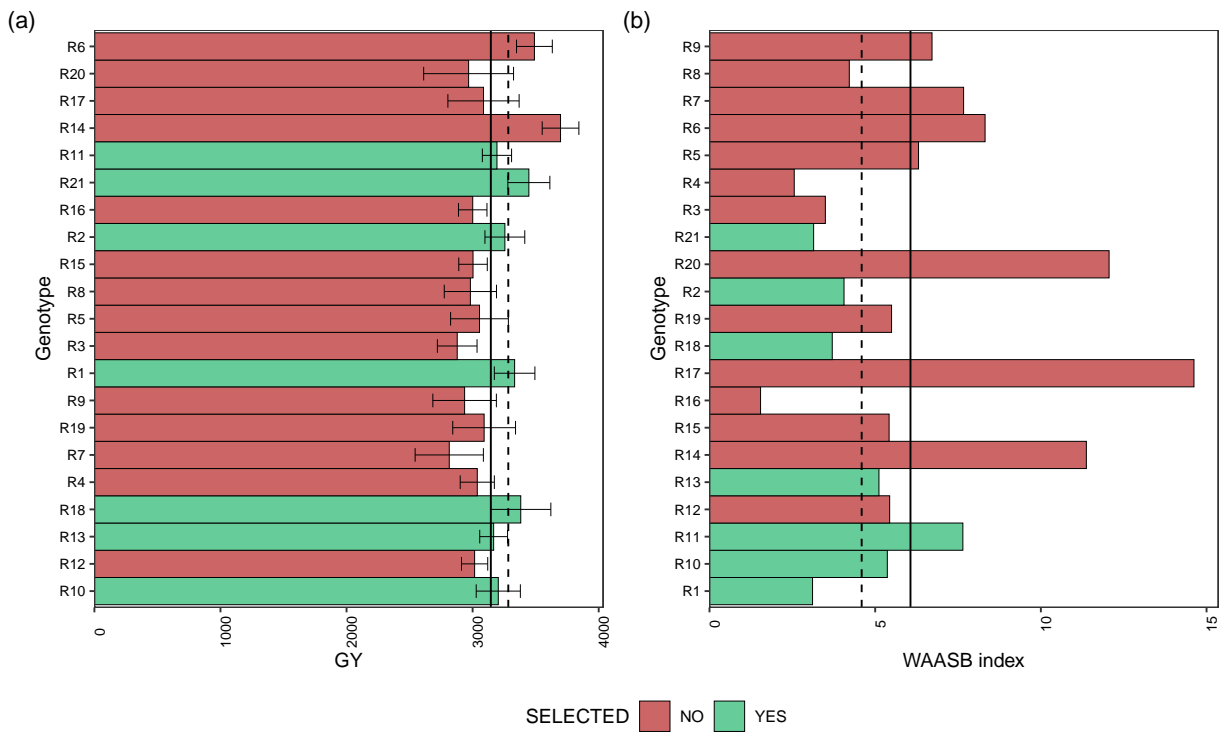 (a)
(b)
Genotype
R6
R20
R17
R14
R11
R21
R16
R2
R15
R8
R5
R3
R1
R9
R19
R7
R4
R18
R13
R12
R10
0
1000
2000
3000
4000
GY
Genotype
R9
R8
R7
R6
R5
R4
R3
R21
R20
R2
R19
R18
R17
R16
R15
R14
R13
R12
R11
R10
R1
0
5
10
15
WAASB index
SELECTED NO YES